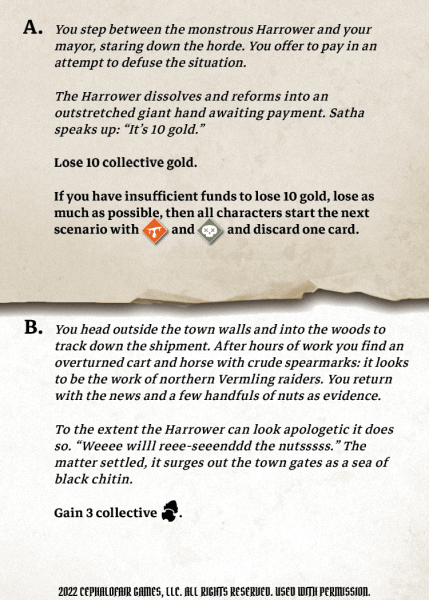 A. You step between the monstrous Harrower and your
mayor, staring down the horde. You offer to pay in an
attempt to defuse the situation.
The Harrower dissolves and reforms into an
outstretched giant hand awaiting payment. Satha
speaks up: “It’s 10 gold.”
Lose 10 collective gold.
If you have insufficient funds to lose 10 gold, lose as
much as possible, then all characters start the next
scenario with and and discard one card.
B. You head outside the town walls and into the woods to
track down the shipment. After hours of work you find an
overturned cart and horse with crude spearmarks: it looks
to be the work of northern Vermling raiders. You return
with the news and a few handfuls of nuts as evidence.
To the extent the Harrower can look apologetic it does
so. “Weeee willl reee-seeenddd the nutsssss.” The
matter settled, it surges out the town gates as a sea of
black chitin.
Gain 3 collective .
2022 CEPHALOFAIR GAMES, LLC. ALL RIGHTS RESERVED. USED WITH PERMISSION.